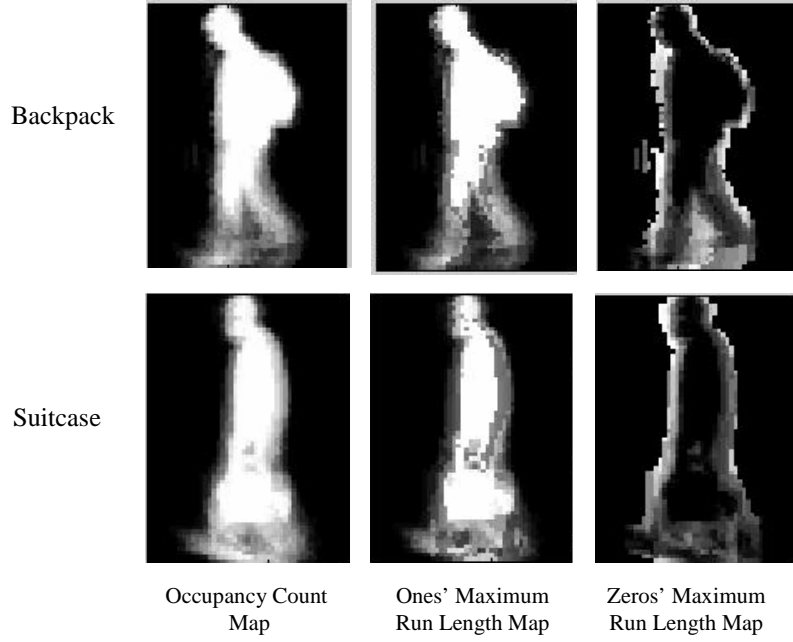 Backpack
Suitcase
Occupancy Count
Map
Ones’ Maximum
Run Length Map
Zeros’ Maximum
Run Length Map